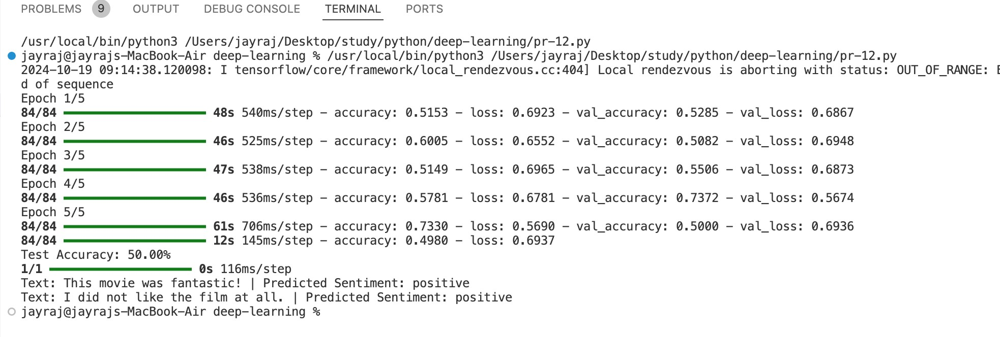 PROBLEMS 9 OUTPUT DEBUG CONSOLE TERMINAL PORTS
/usr/local/bin/python3 /Users/jayraj/Desktop/study/python/deep-learning/pr-12.py
jayraj@jayrajs-MacBook-Air deep-learning % /usr/local/bin/python3 /Users/jayraj/Desktop/study/python/deep-learning/pr-12.py
2024-10-19 09:14:38.120098: I tensorflow/core/framework/local_rendezvous.cc:404] Local rendezvous is aborting with status: OUT_OF_RANGE:
d of sequence
Epoch 1/5
84/84 48s 540ms/step - accuracy: 0.5153 - loss: 0.6923 - val_accuracy: 0.5285 - val_loss: 0.6867
Epoch 2/5
84/84 46s 525ms/step - accuracy: 0.6005 - loss: 0.6552 - val_accuracy: 0.5082 - val_loss: 0.6948
Epoch 3/5
84/84 47s 538ms/step - accuracy: 0.5149 - loss: 0.6965 - val_accuracy: 0.5506 - val_loss: 0.6873
Epoch 4/5
84/84 46s 536ms/step - accuracy: 0.5781 - loss: 0.6781 - val_accuracy: 0.7372 - val_loss: 0.5674
Epoch 5/5
84/84 61s 706ms/step - accuracy: 0.7330 - loss: 0.5690 - val_accuracy: 0.5000 - val_loss: 0.6936
84/84 12s 145ms/step - accuracy: 0.4980 - loss: 0.6937
Test Accuracy: 50.00%
1/1 0s 116ms/step
Text: This movie was fantastic! | Predicted Sentiment: positive
Text: I did not like the film at all. | Predicted Sentiment: positive
jayraj@jayrajs-MacBook-Air deep-learning %